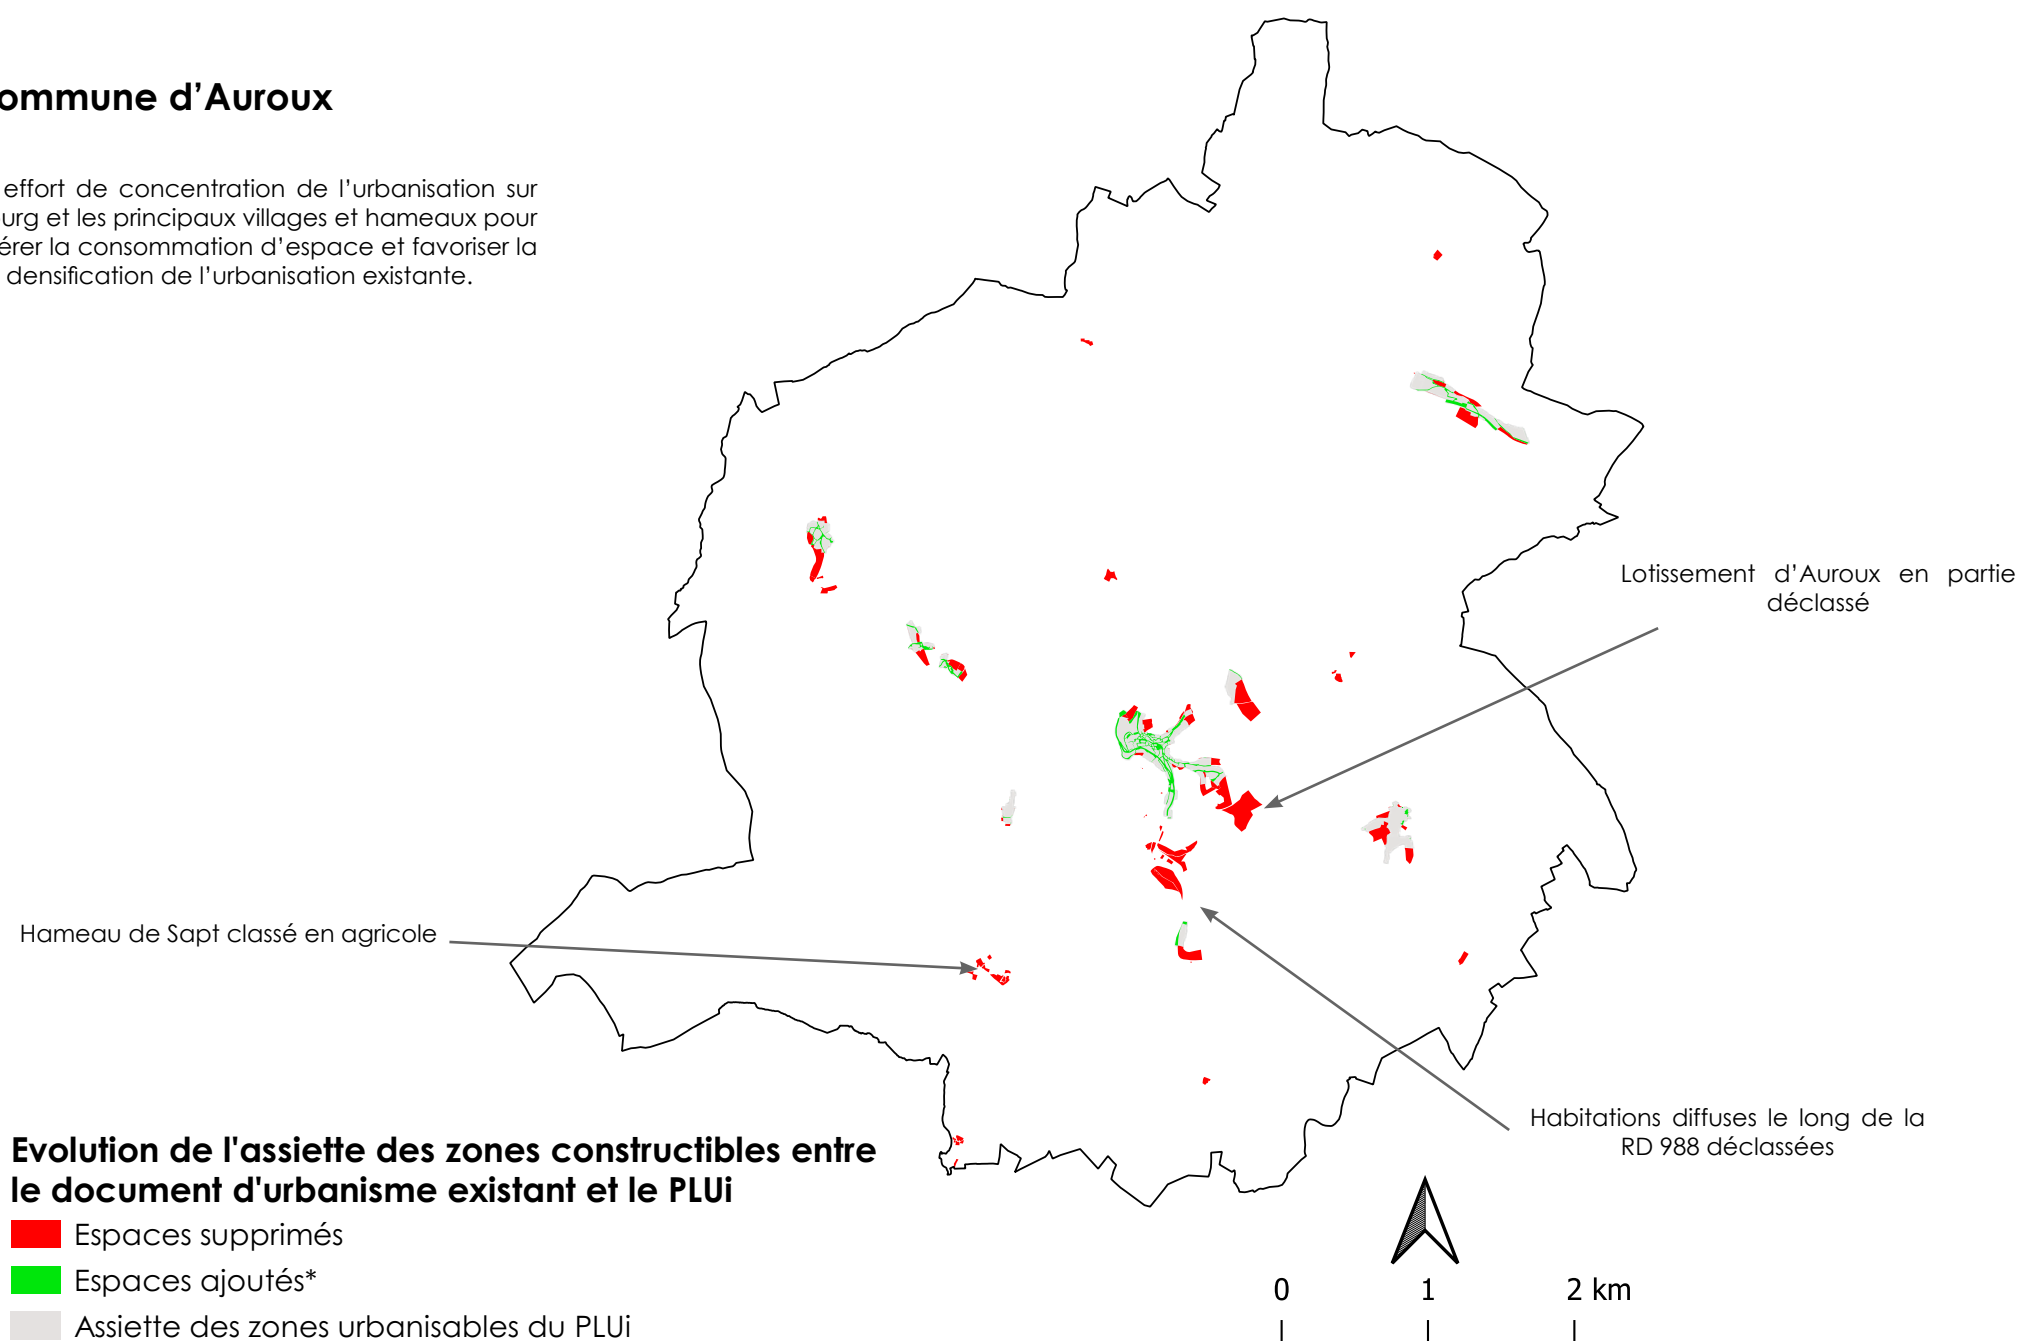 ommune d’Auroux
effort de concentration de l’urbanisation sur
urg et les principaux villages et hameaux pour
érer la consommation d’espace et favoriser la
densification de l’urbanisation existante.
Lotissement d’Auroux en partie
déclassé
Hameau de Sapt classé en agricole
Habitations diffuses le long de la
RD 988 déclassées
Evolution de l'assiette des zones constructibles entre
le document d'urbanisme existant et le PLUi
Espaces supprimés
Espaces ajoutés*
Assiette des zones urbanisables du PLUi
0 1 2 km